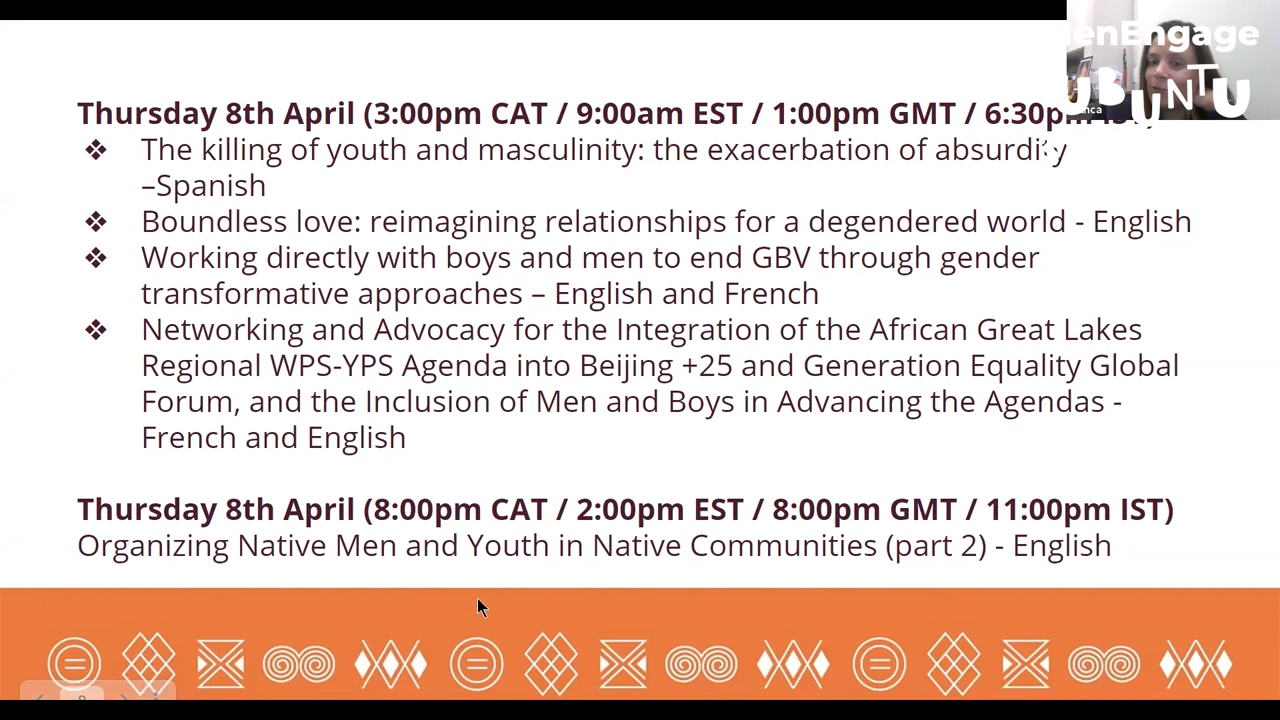 enEngage
UBUNTU
Thursday 8th April (3:00pm CAT / 9:00am EST / 1:00pm GMT / 6:30pm
❖ The killing of youth and masculinity: the exacerbation of absurdity
–Spanish
❖ Boundless love: reimagining relationships for a degendered world - English
❖ Working directly with boys and men to end GBV through gender
transformative approaches – English and French
❖ Networking and Advocacy for the Integration of the African Great Lakes
Regional WPS-YPS Agenda into Beijing +25 and Generation Equality Global
Forum, and the Inclusion of Men and Boys in Advancing the Agendas -
French and English
Thursday 8th April (8:00pm CAT / 2:00pm EST / 8:00pm GMT / 11:00pm IST)
Organizing Native Men and Youth in Native Communities (part 2) - English